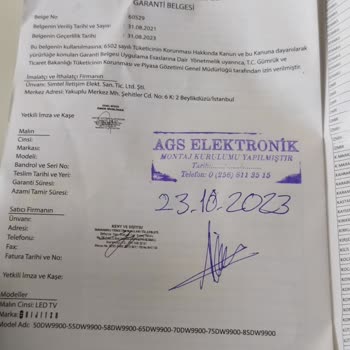 GARANTİ BELGESİ
Belge No : 60529
Belgenin Veriliş Tarihi ve Sayısı : 31.08.2021
Belgenin Geçerlilik Tarihi : 31.08.2023
Bu Belgenin kullanılmasına; 6502 sayılı Tüketicinin Korunması Hakkında Kanun ve bu Kanuna dayanılarak
yürürlüğe konulan Garanti Belgesi Uygulama Esaslarına Dair Yönetmelik uyarınca, T.C. Gümrük ve
Ticaret Bakanlığı Tüketicinin Korunması ve Piyasa Gözetimi Genel Müdürlüğü tarafından izin verilmiştir.
İmalatçı ve İthalatçı Firmanın
Ünvanı: Simtel İletişim Elekt. San. Tic. Ltd. Şti.
Merkez Adresi: Yakuplu Merkez Mh. Şehitler Cd. No: 6 K: 2 Beylikdüzü/İstanbul
Yetkili İmza ve Kaşe
Malın
Cinsi:
Markası:
Modeli:
Bandrol ve Seri No:
Teslim Tarihi ve Yeri:
Garanti Süresi:
Azami Tamir Süresi:
AGS ELEKTRONİK
MONTAJ KURULUMU YAPILMIŞTIR
Tarih:
Telefon: 0 (256) 611 35 15
23.10.2023
Satıcı Firmanın
Ünvanı:
Adresi:
Telefonu:
Fax:
Fatura Tarihi ve No:
Yetkili İmza ve Kaşe:
Modeller
Malın Cinsi: LED TV
Marka:
Model Adı: 50DW9900-55DW9900-58DW9900-65DW9900-70DW9900-75DW9900-85DW9900